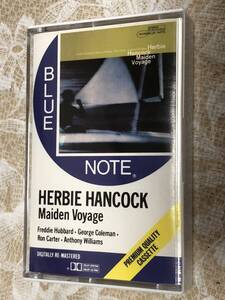 BLUE
NOTE.
Herbie
Hancock
Maiden
Voyage
HERBIE HANCOCK
Maiden Voyage
Freddie Hubbard · George Coleman ·
Ron Carter · Anthony Williams
DIGITALLY RE-MASTERED
PREMIUM QUALITY
CASSETTE